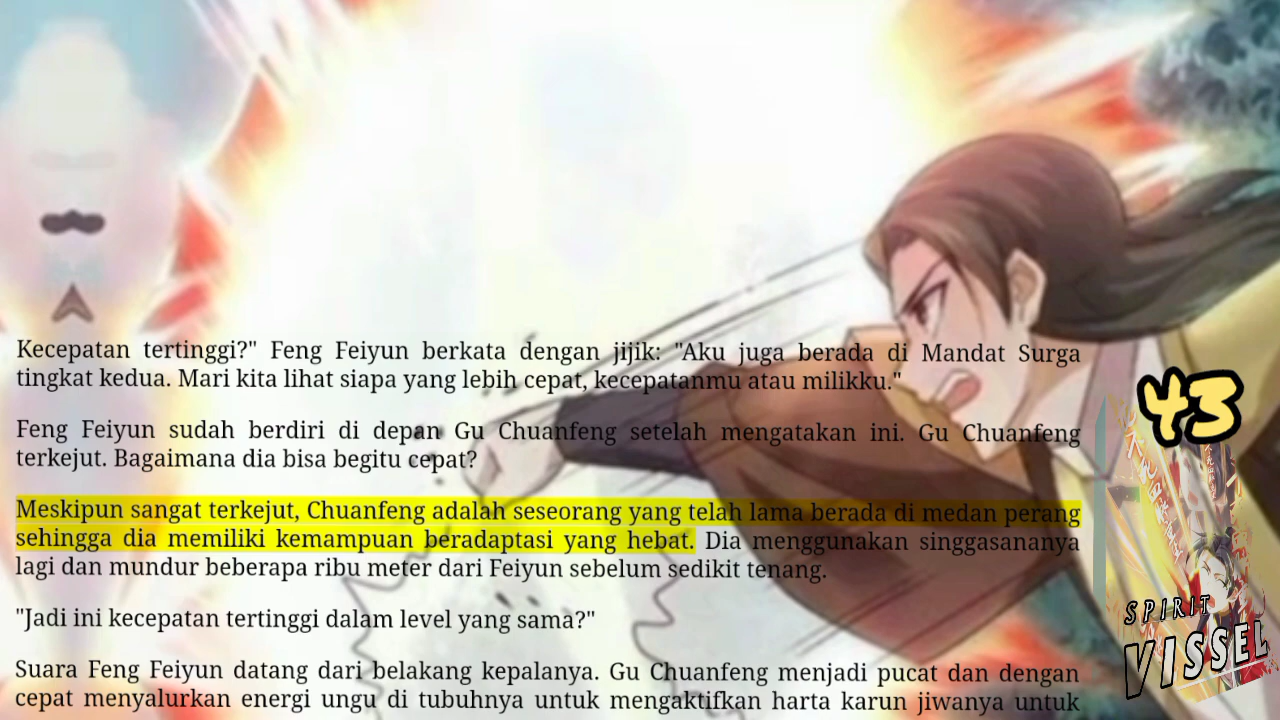 Kecepatan tertinggi?" Feng Feiyun berkata dengan jijik: "Aku juga berada di Mandat Surga
tingkat kedua. Mari kita lihat siapa yang lebih cepat, kecepatanmu atau milikku."
Feng Feiyun sudah berdiri di depan Gu Chuanfeng setelah mengatakan ini. Gu Chuanfeng
terkejut. Bagaimana dia bisa begitu cepat?
Meskipun sangat terkejut, Chuanfeng adalah seseorang yang telah lama berada di medan perang
sehingga dia memiliki kemampuan beradaptasi yang hebat. Dia menggunakan singgasananya
lagi dan mundur beberapa ribu meter dari Feiyun sebelum sedikit tenang.
"Jadi ini kecepatan tertinggi dalam level yang sama?"
Suara Feng Feiyun datang dari belakang kepalanya. Gu Chuanfeng menjadi pucat dan dengan
cepat menyalurkan energi ungu di tubuhnya untuk mengaktifkan harta karun jiwanya untuk
43
SPIRIT
VISSEL